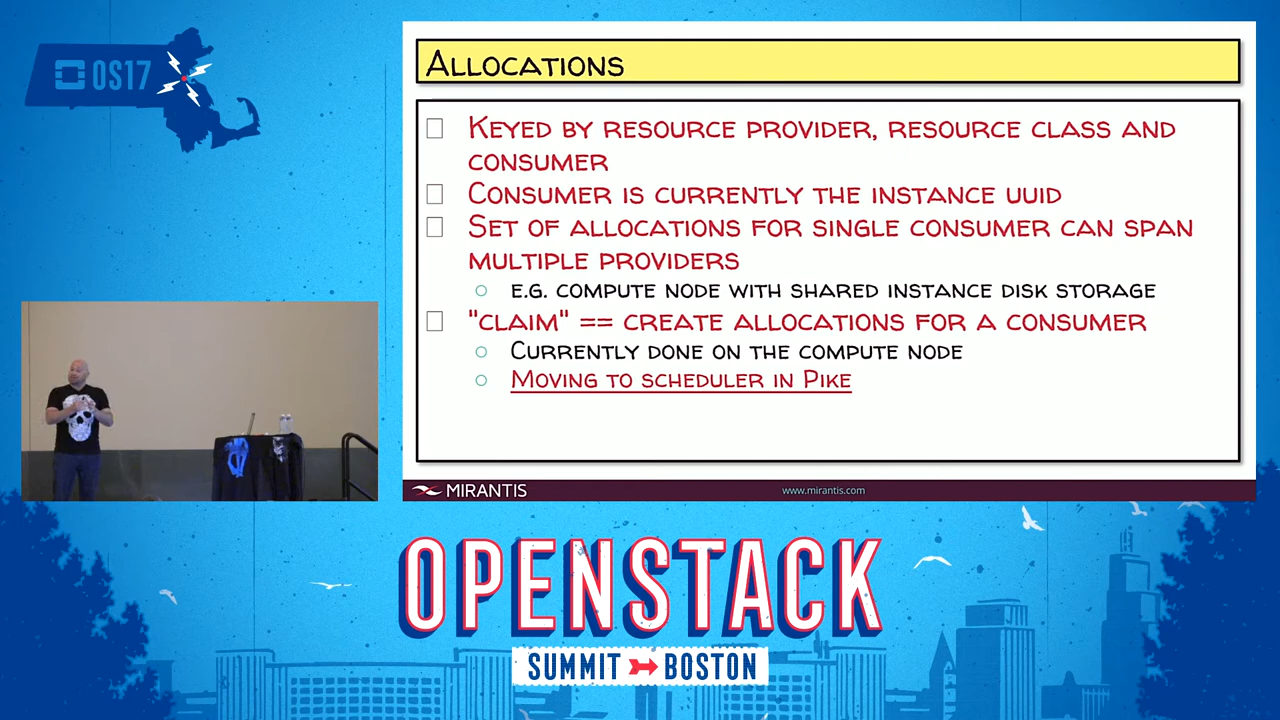 OS17
ALLOCATIONS
KEYED BY RESOURCE PROVIDER, RESOURCE CLASS AND
CONSUMER
CONSUMER IS CURRENTLY THE INSTANCE UUID
SET OF ALLOCATIONS FOR SINGLE CONSUMER CAN SPAN
MULTIPLE PROVIDERS
E.G. COMPUTE NODE WITH SHARED INSTANCE DISK STORAGE
"CLAIM" == CREATE ALLOCATIONS FOR A CONSUMER
CURRENTLY DONE ON THE COMPUTE NODE
MOVING TO SCHEDULER IN PIKE
MIRANTIS
www.mirantis.com
OPENSTACK
SUMMIT BOSTON